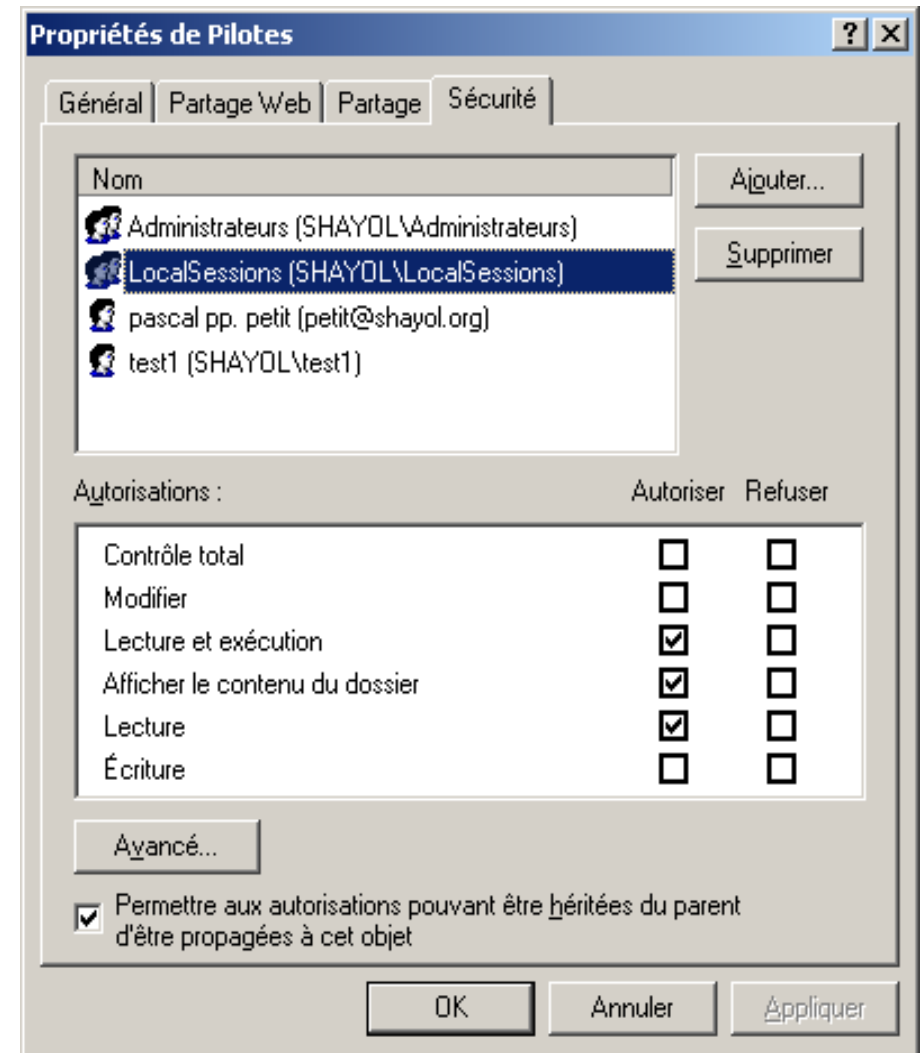 Propriétés de Pilotes
Général Partage Web Partage Sécurité
Nom
Ajouter...
Administrateurs (SHAYOL\Administrateurs)
Supprimer
LocalSessions (SHAYOL\LocalSessions)
pascal pp. petit (petit@shayol.org)
test1 (SHAYOL\test1)
Autorisations : Autoriser Refuser
Contrôle total
Modifier
Lecture et exécution
Afficher le contenu du dossier
Lecture
Écriture
Avancé...
Permettre aux autorisations pouvant être héritées du parent
d'être propagées à cet objet
OK Annuler Appliquer